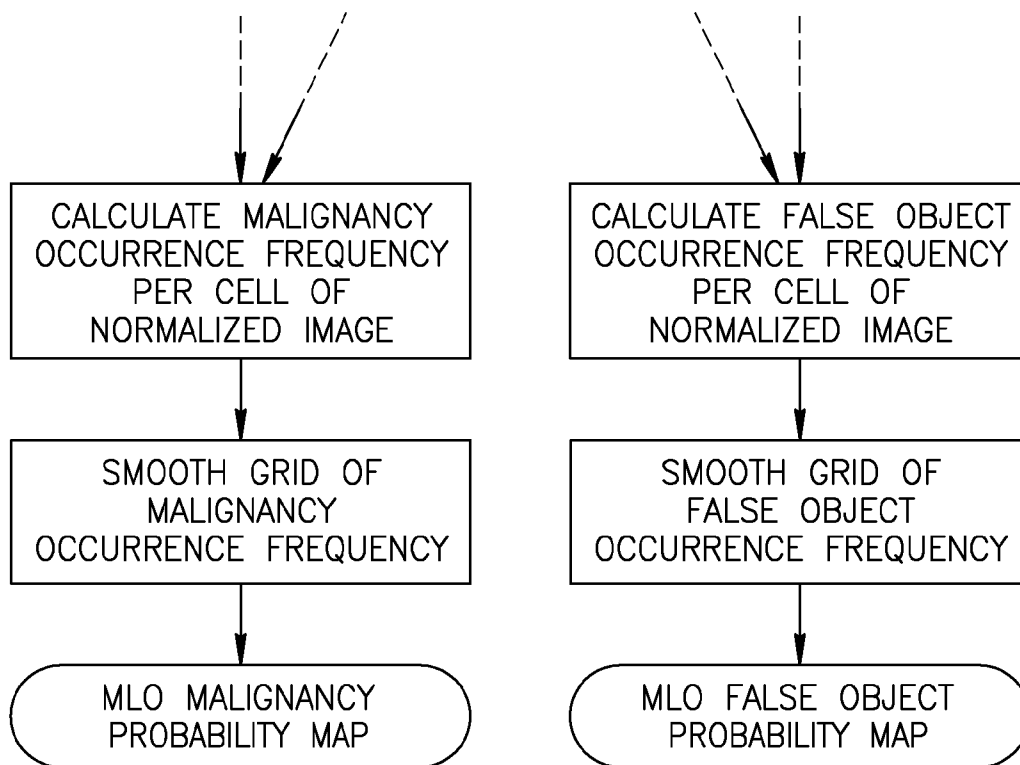 CALCULATE MALIGNANCY
OCCURRENCE FREQUENCY
PER CELL OF
NORMALIZED IMAGE
CALCULATE FALSE OBJECT
OCCURRENCE FREQUENCY
PER CELL OF
NORMALIZED IMAGE
SMOOTH GRID OF
MALIGNANCY
OCCURRENCE FREQUENCY
SMOOTH GRID OF
FALSE OBJECT
OCCURRENCE FREQUENCY
MLO MALIGNANCY
PROBABILITY MAP
MLO FALSE OBJECT
PROBABILITY MAP